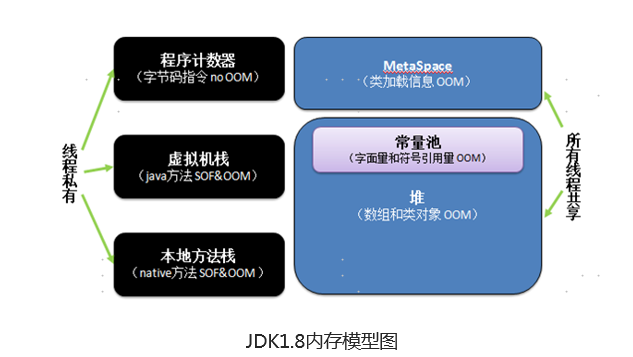 程序计数器
（字节码指令 no OOM）
MetaSpace
（类加载信息 OOM）
线程私有
虚拟机栈
（java方法 SOF&OOM）
常量池
（字面量和符号引用量 OOM）
堆
（数组和类对象 OOM）
所有线程共享
本地方法栈
（native方法 SOF&OOM ）
JDK1.8内存模型图